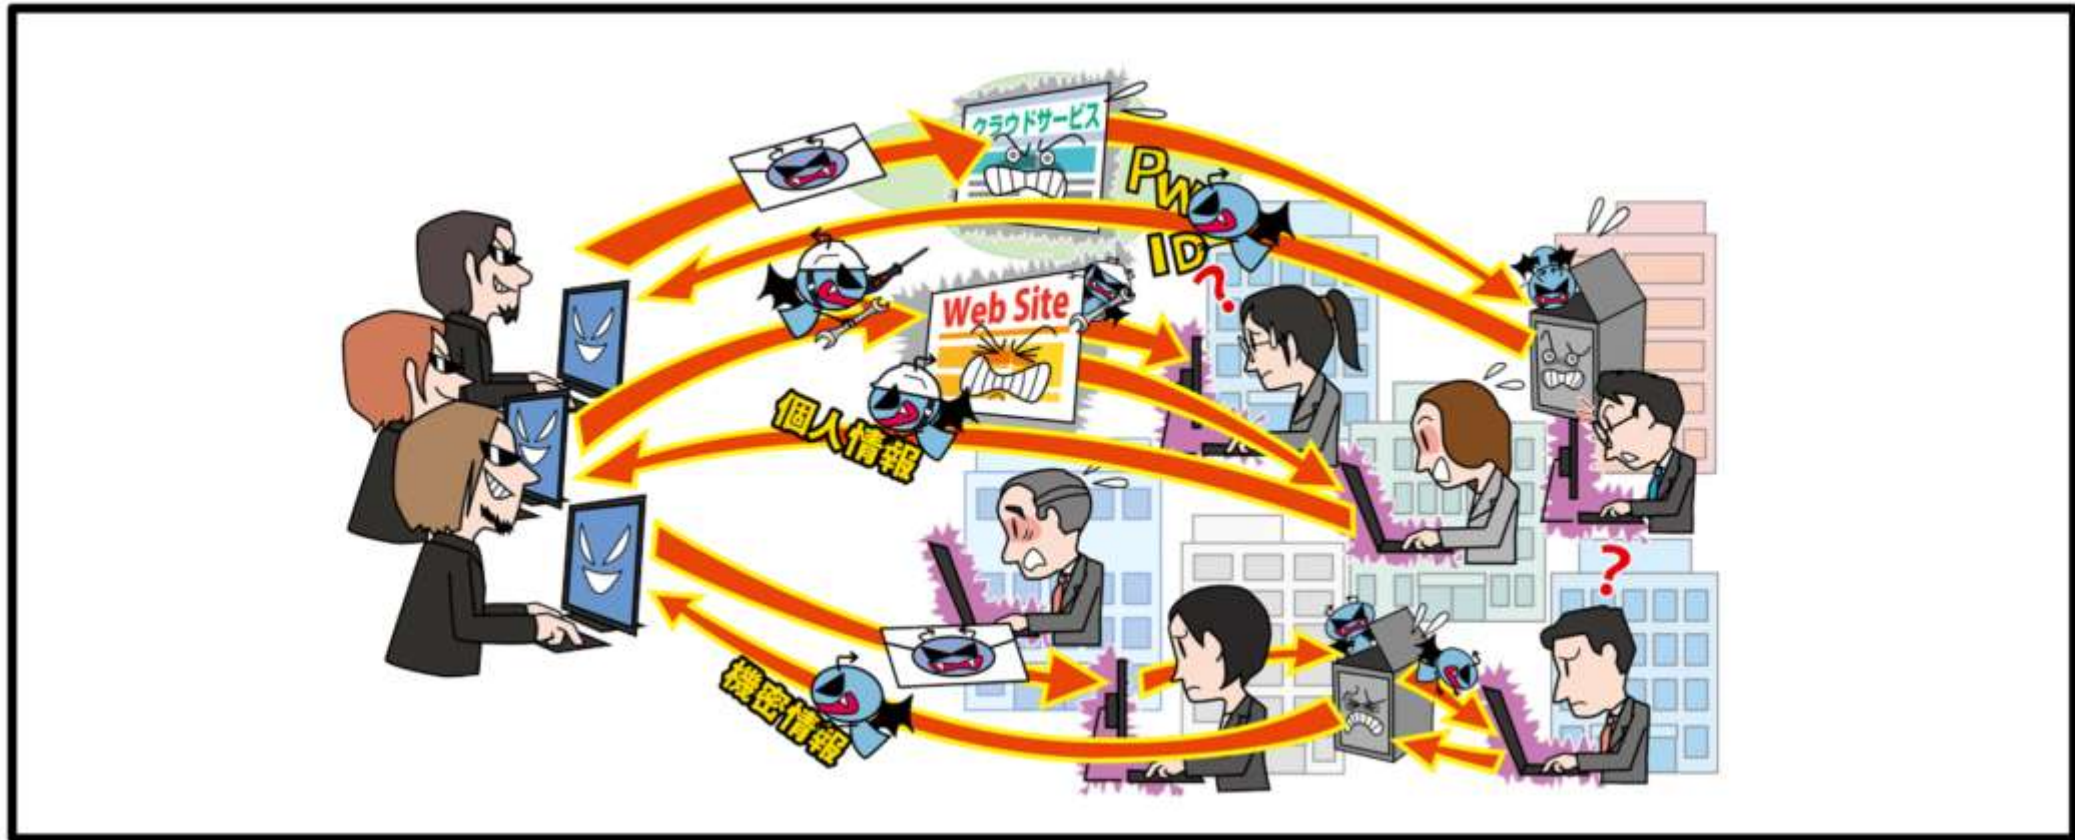 クラウドサービス
PW
ID
?
Web Site
個人情報
?
機密情報